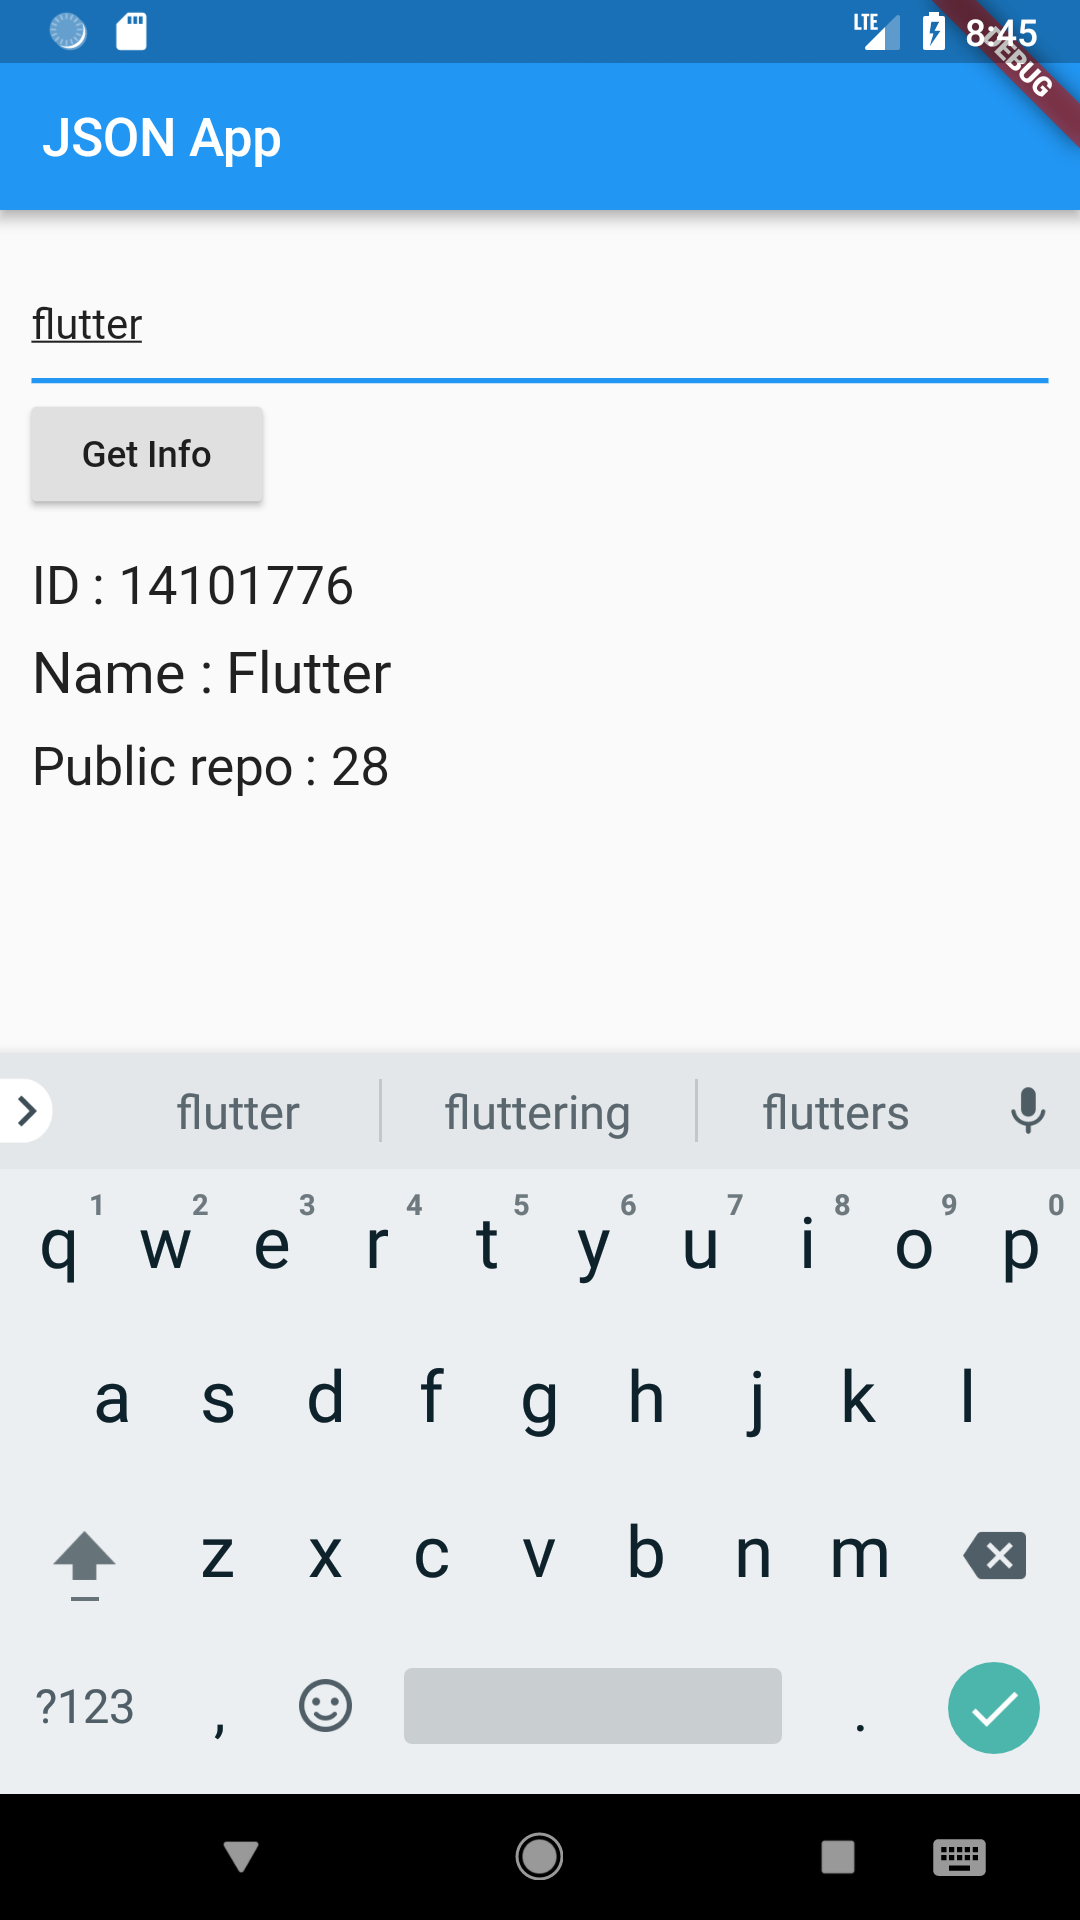 LTE 8:45
DEBUG
JSON App
flutter
Get Info
ID : 14101776
Name : Flutter
Public repo : 28
flutter fluttering flutters
1 2 3 4 5 6 7 8 9 0
q w e r t y u i o p
a s d f g h j k l
z x c v b n m
?123 , .